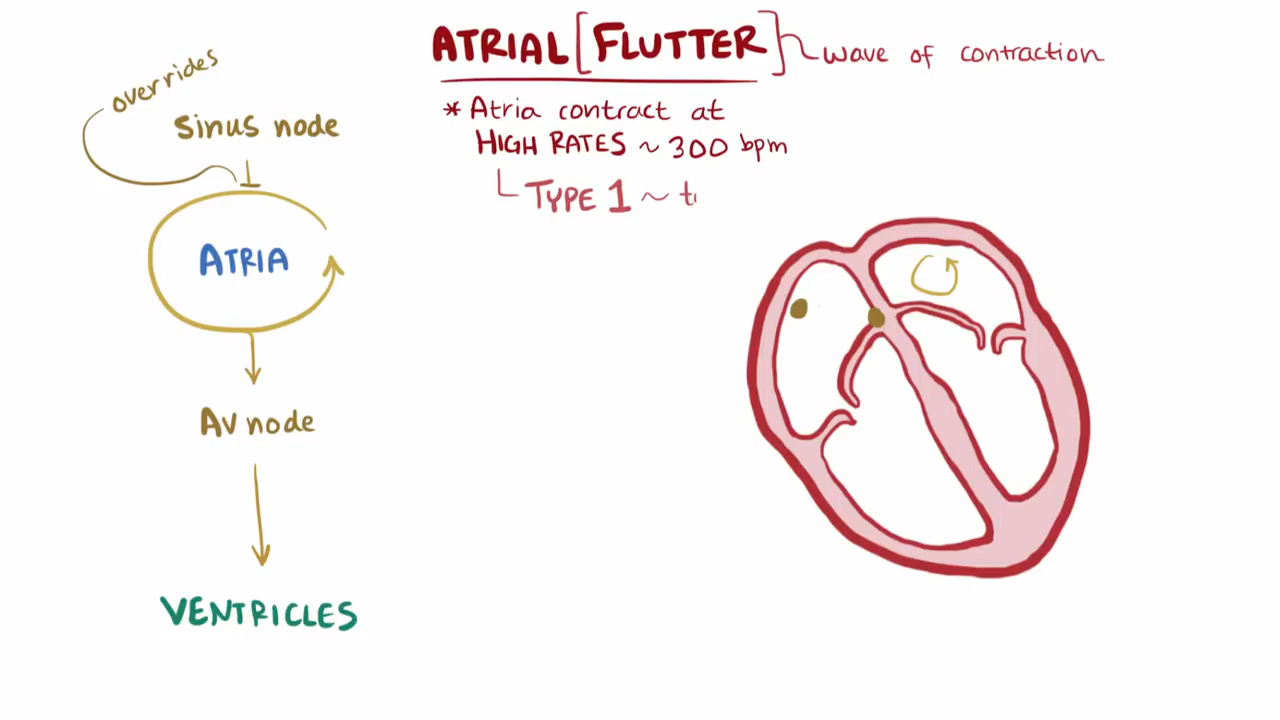 ATRIAL [FLUTTER]
wave of contraction
* Atria contract at
HIGH RATES ~ 300 bpm
TYPE 1 ~ t
overrides
Sinus node
ATRIA
AV node
VENTRICLES